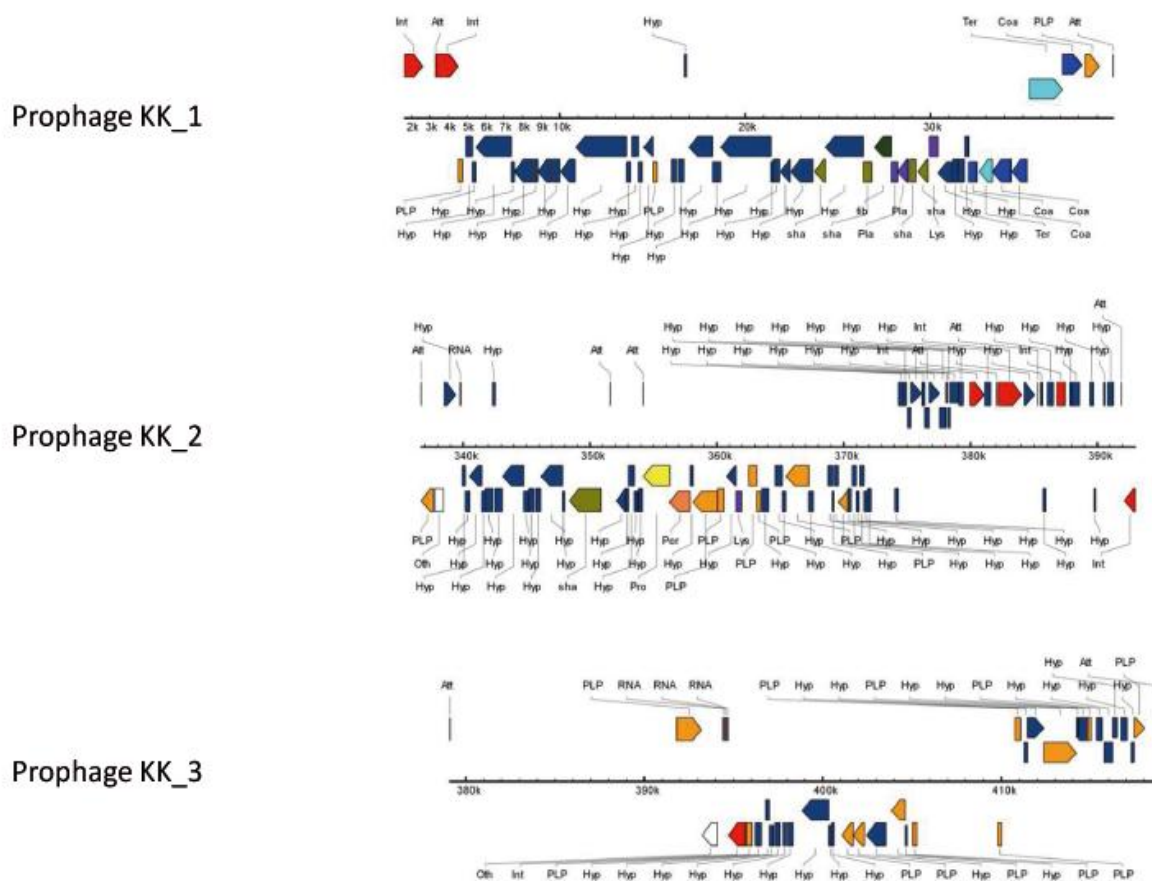 Int Att Int Hyp Ter Coa PLP Att
Prophage KK_1
2k 3k 4k 5k 6k 7k 8k 9k 10k 20k 30k
PLP Hyp Hyp Hyp Hyp Hyp Hyp PLP Hyp Hyp Hyp Hyp Hyp fib Pla sha Hyp Hyp Coa Coa
Hyp Hyp Hyp Hyp Hyp Hyp Hyp Hyp Hyp Hyp Hyp sha sha Pla sha Lys Hyp Hyp Ter Coa
Hyp Hyp
Att
Hyp Hyp Hyp Hyp Hyp Hyp Hyp Hyp Int Att Hyp Hyp Hyp Hyp
Att RNA Hyp Att Att Hyp Hyp Hyp Hyp Hyp Hyp Int Att Hyp Hyp Int Hyp Hyp
Prophage KK_2
340k 350k 360k 370k 380k 390k
PLP Hyp Hyp Hyp Hyp Hyp Hyp Por PLP Lys PLP Hyp PLP Hyp Hyp Hyp Hyp Hyp Hyp Int
Oth Hyp Hyp Hyp Hyp Hyp Hyp Hyp Hyp PLP Hyp Hyp Hyp Hyp PLP Hyp Hyp Hyp Hyp Int
Hyp Hyp Hyp Hyp sha Hyp Pro PLP
Hyp Att PLP
Att PLP RNA RNA RNA PLP Hyp Hyp PLP Hyp Hyp PLP Hyp Hyp Hyp Hyp
Prophage KK_3
380k 390k 400k 410k
Oth Int PLP Hyp Hyp Hyp Hyp Hyp Hyp Hyp Hyp PLP PLP Hyp PLP Hyp PLP PLP